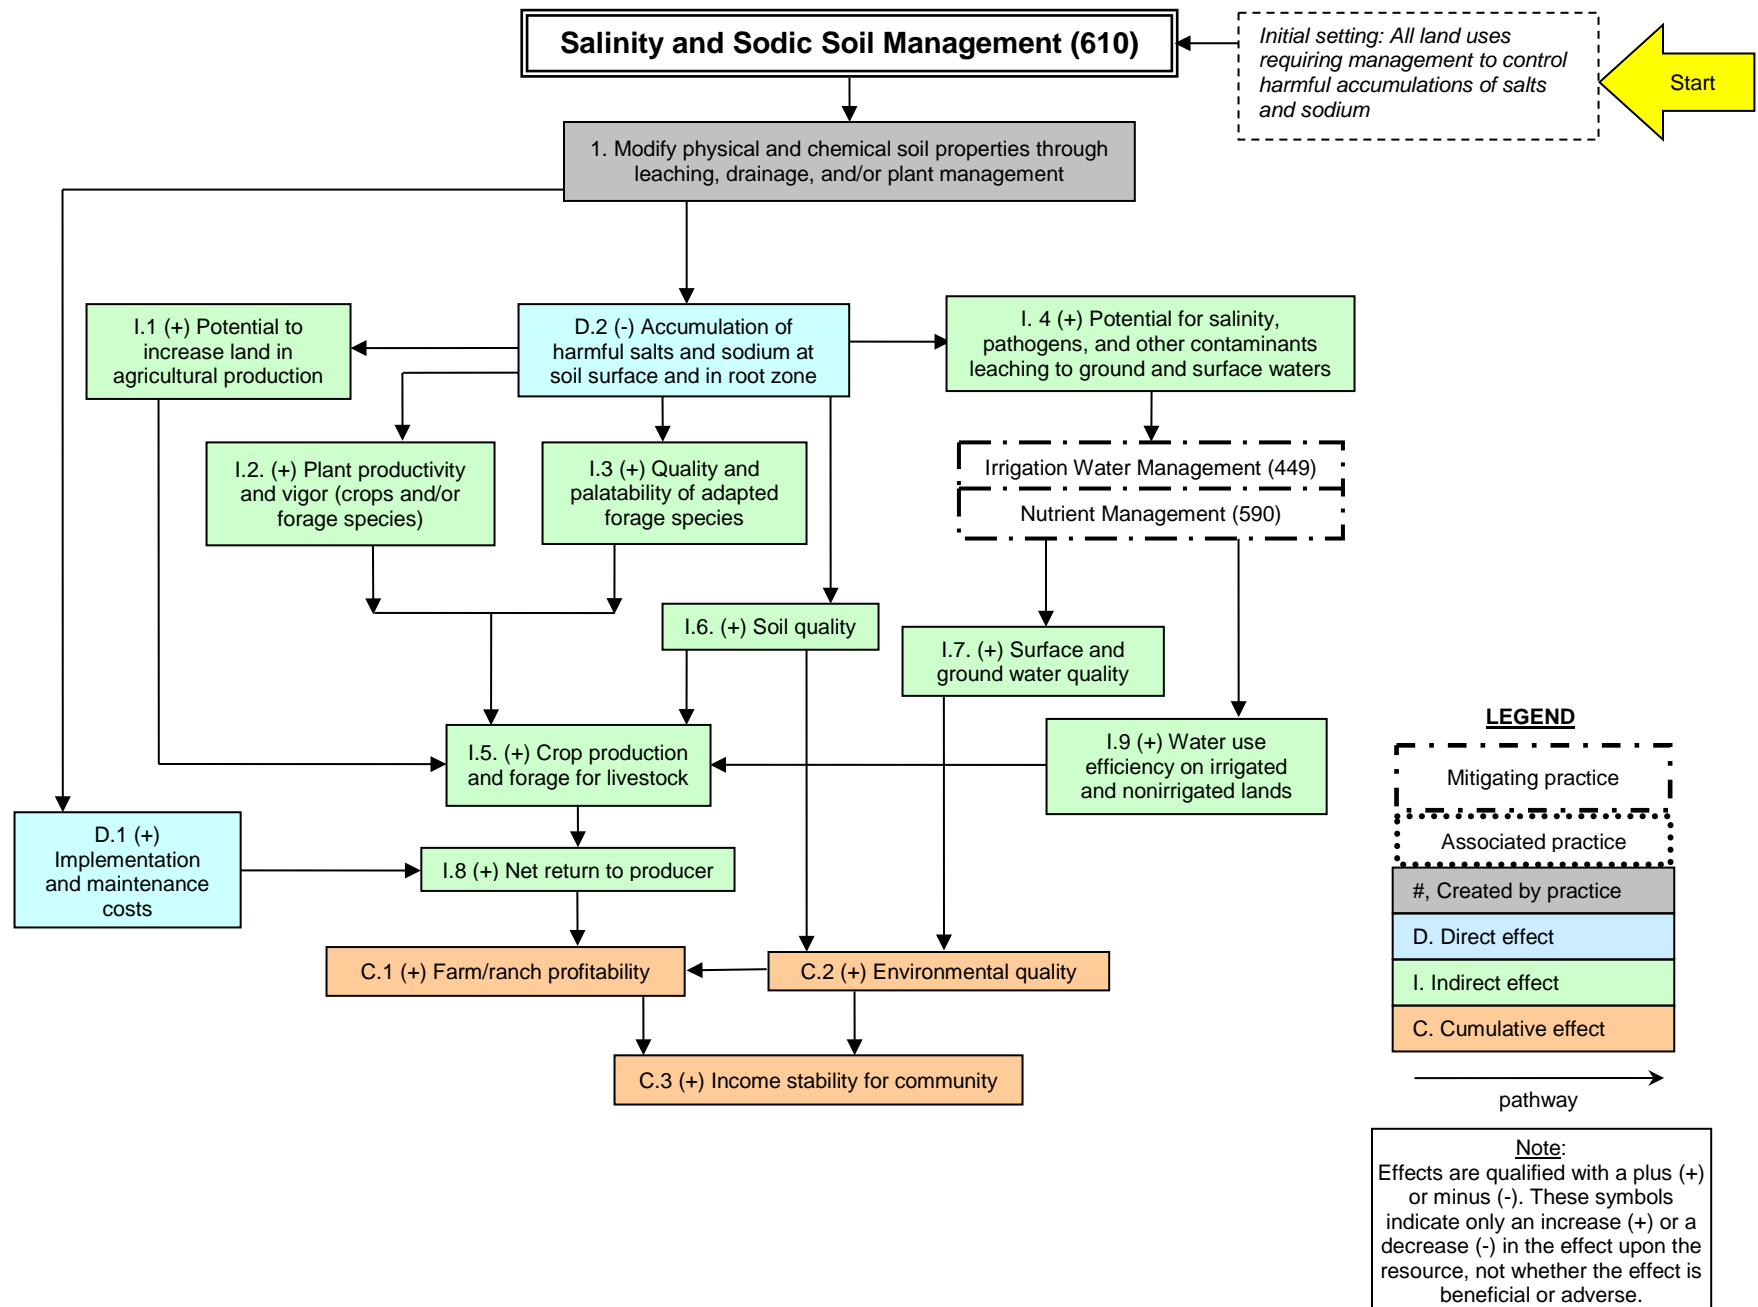 Salinity and Sodic Soil Management (610)
Initial setting: All land uses
requiring management to control
harmful accumulations of salts
and sodium
Start
1. Modify physical and chemical soil properties through
leaching, drainage, and/or plant management
I.1 (+) Potential to
increase land in
agricultural production
D.2 (-) Accumulation of
harmful salts and sodium at
soil surface and in root zone
I. 4 (+) Potential for salinity,
pathogens, and other contaminants
leaching to ground and surface waters
I.2. (+) Plant productivity
and vigor (crops and/or
forage species)
I.3 (+) Quality and
palatability of adapted
forage species
Irrigation Water Management (449)
Nutrient Management (590)
I.6. (+) Soil quality
I.7. (+) Surface and
ground water quality
I.5. (+) Crop production
and forage for livestock
I.9 (+) Water use
efficiency on irrigated
and nonirrigated lands
D.1 (+)
Implementation
and maintenance
costs
I.8 (+) Net return to producer
C.1 (+) Farm/ranch profitability
C.2 (+) Environmental quality
C.3 (+) Income stability for community
LEGEND
Mitigating practice
Associated practice
#, Created by practice
D. Direct effect
I. Indirect effect
C. Cumulative effect
pathway
Note:
Effects are qualified with a plus (+)
or minus (-). These symbols
indicate only an increase (+) or a
decrease (-) in the effect upon the
resource, not whether the effect is
beneficial or adverse.